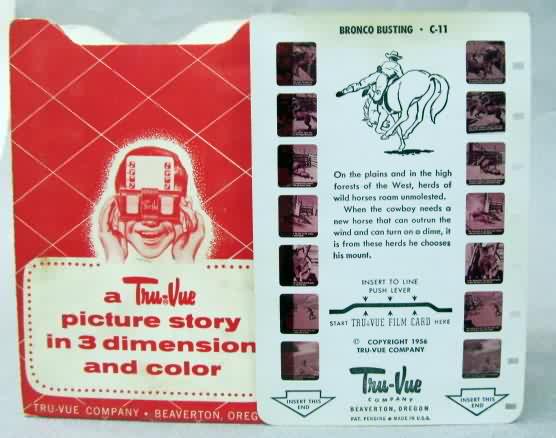 a Tru-Vue
picture story
in 3 dimension
and color
TRU-VUE COMPANY • BEAVERTON, OREG
BRONCO BUSTING • C-11
On the plains and in the high
forests of the West, herds of
wild horses roam unmolested.
When the cowboy needs a
new horse that can outrun the
wind and can turn on a dime, it
is from these herds he chooses
his mount.
INSERT TO LINE
PUSH LEVER
START TRU-VUE FILM CARD HERE
© COPYRIGHT 1956
TRU-VUE COMPANY
Tru-Vue
COMPANY
BEAVERTON, OREGON
PAT. PENDING • MADE IN U.S.A.
INSERT THIS
END
INSERT THIS
END